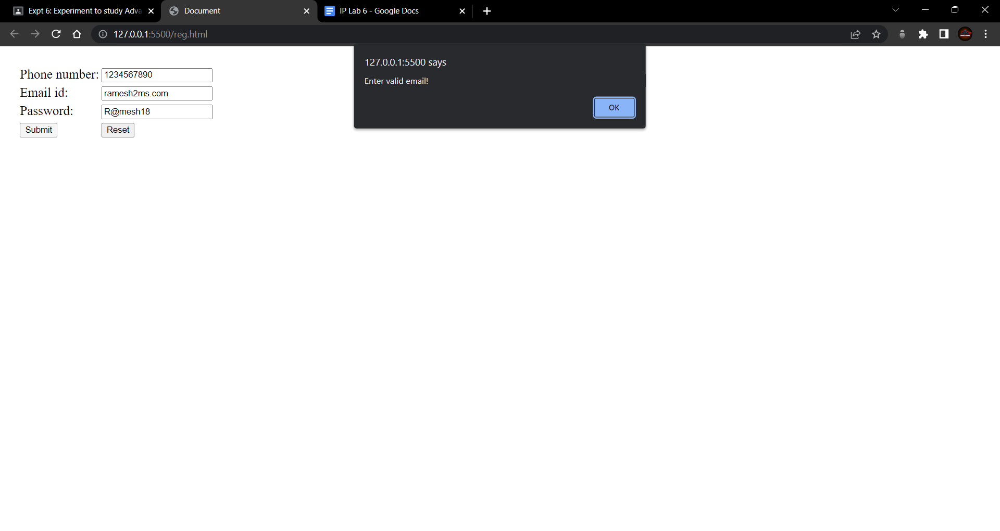 Expt 6: Experiment to study Adva
Document
IP Lab 6 - Google Docs
127.0.0.1:5500/reg.html
127.0.0.1:5500 says
Enter valid email!
OK
Phone number: 1234567890
Email id: ramesh2ms.com
Password: R@mesh18
Submit Reset